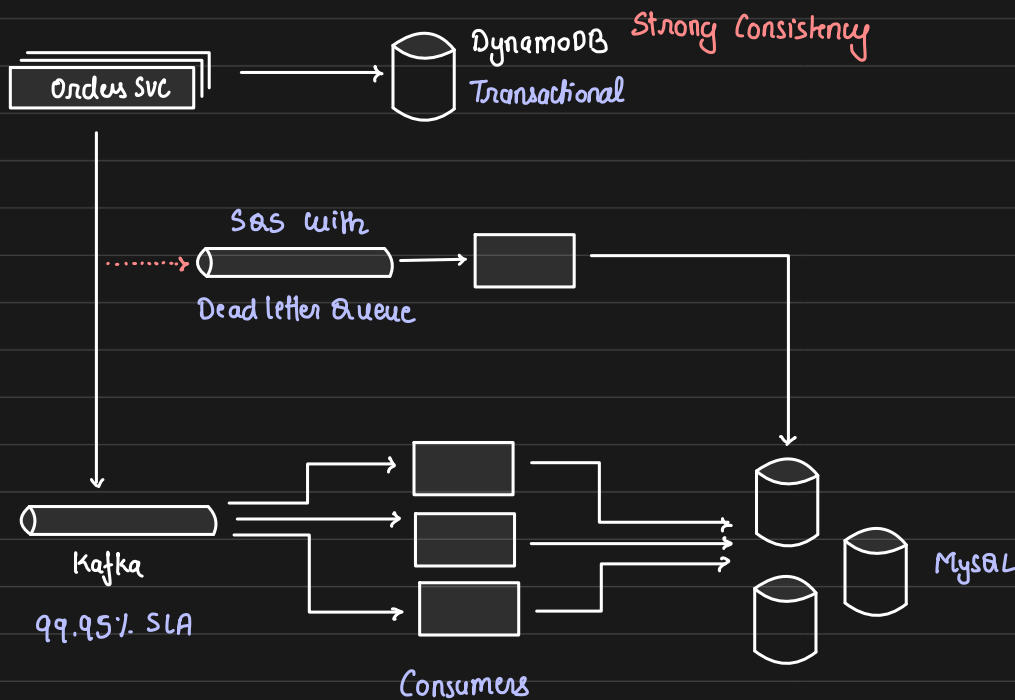 Orders SVC
DynamoDB
Strong Consistency
Transactional
SQS with
Dead letter Queue
Kafka
99.95% SLA
MySQL
Consumers